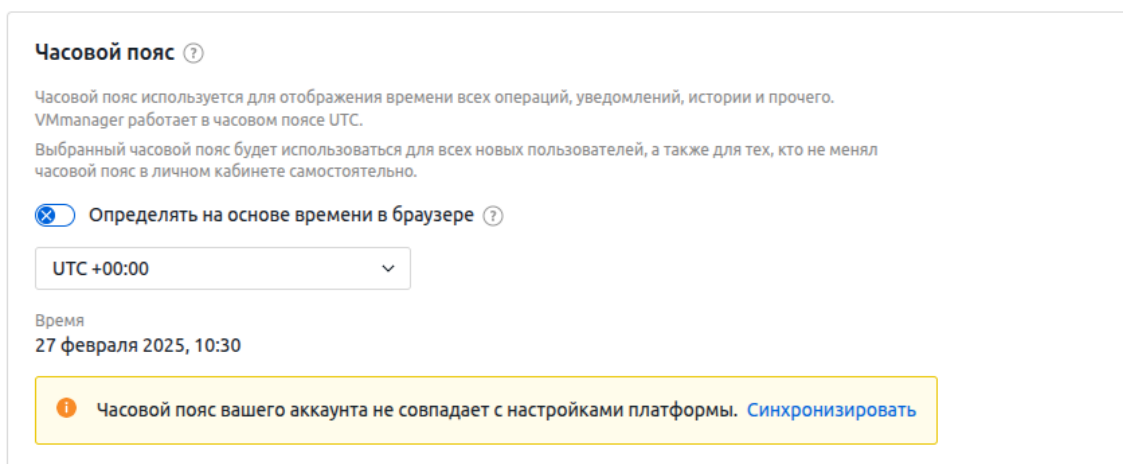 Часовой пояс ?
Часовой пояс используется для отображения времени всех операций, уведомлений, истории и прочего.
VMmanager работает в часовом поясе UTC.
Выбранный часовой пояс будет использоваться для всех новых пользователей, а также для тех, кто не менял
часовой пояс в личном кабинете самостоятельно.
Определять на основе времени в браузере ?
UTC +00:00
Время
27 февраля 2025, 10:30
Часовой пояс вашего аккаунта не совпадает с настройками платформы. Синхронизировать